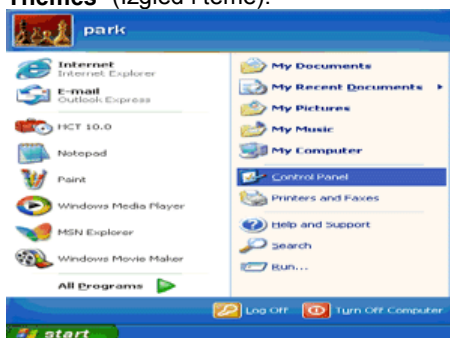 Themes" (izgled i teme).
park
Internet
Internet Explorer
E-mail
Outlook Express
HCT 10.0
Notepad
Paint
Windows Media Player
MSN Explorer
Windows Movie Maker
All Programs
My Documents
My Recent Documents
My Pictures
My Music
My Computer
Control Panel
Printers and Faxes
Help and Support
Search
Run...
Log Off
Turn Off Computer
start